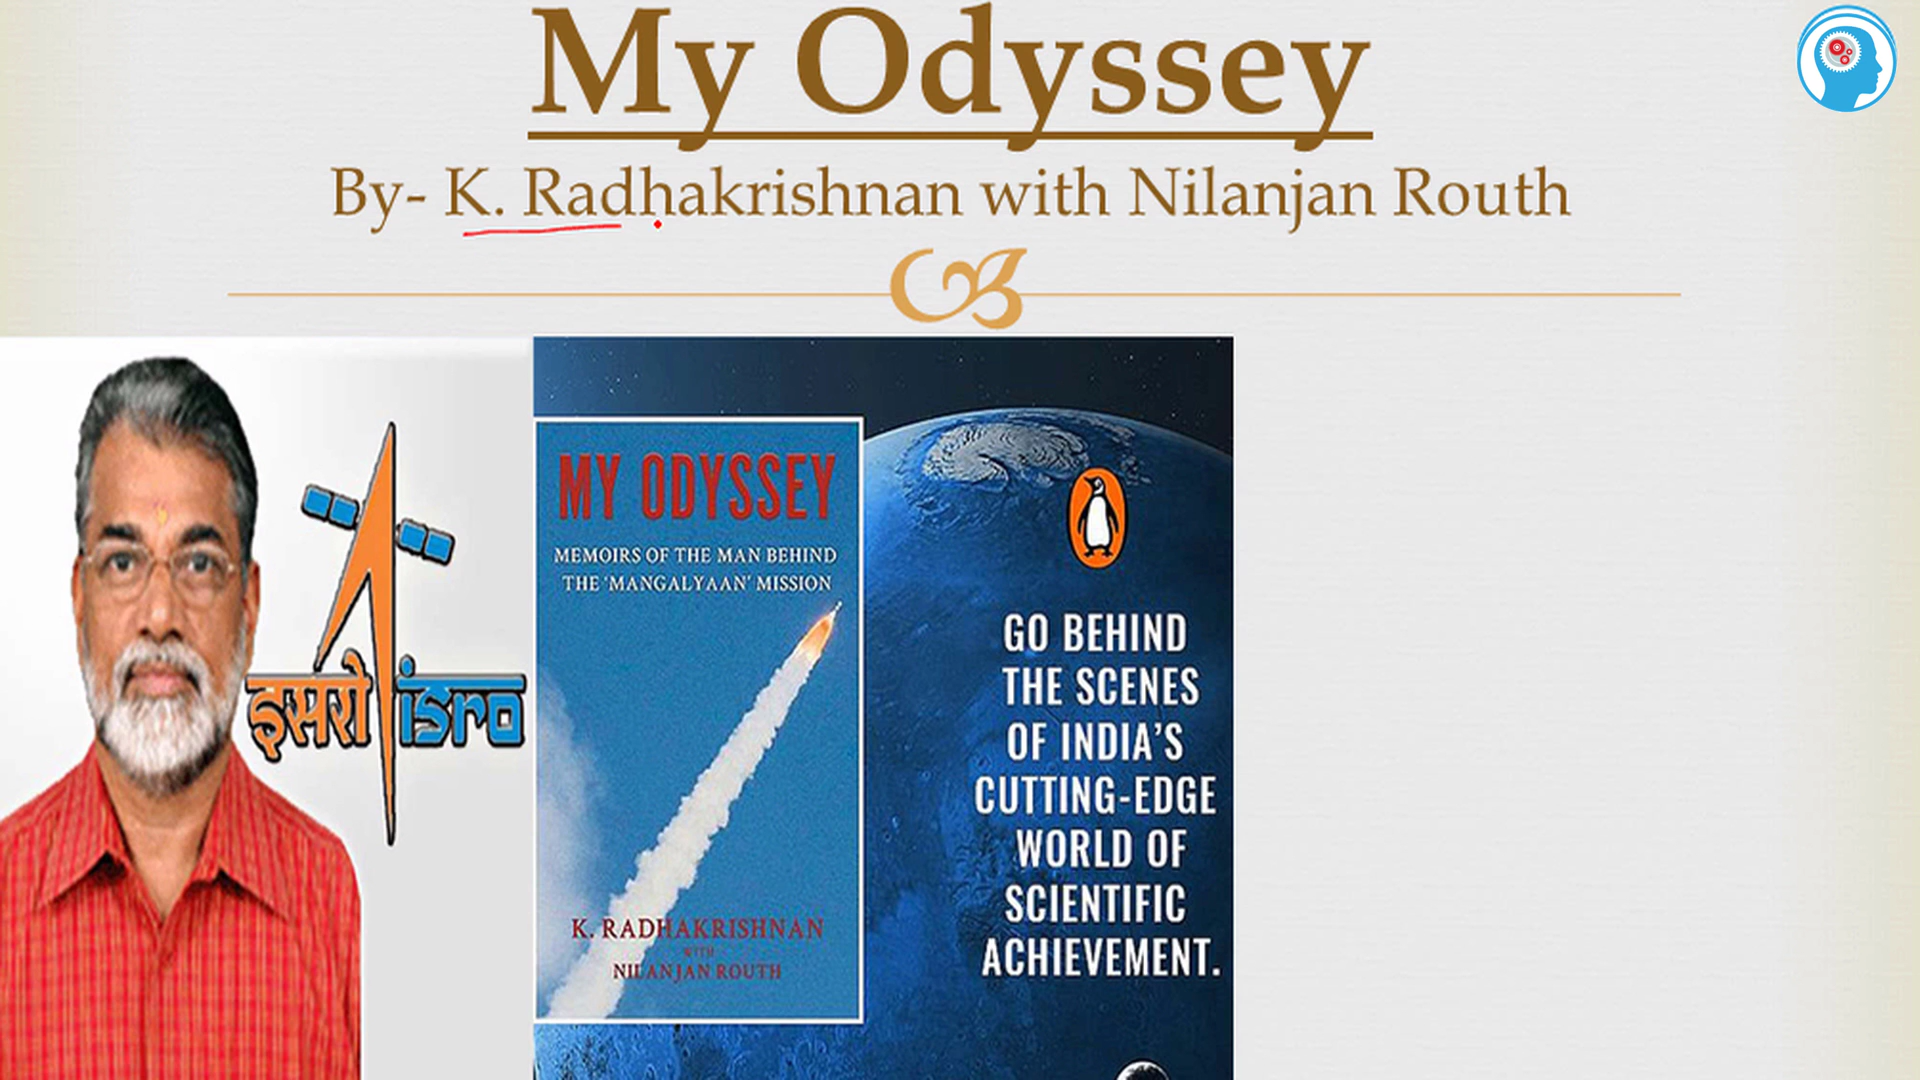 My Odyssey
By- K. Radhakrishnan with Nilanjan Routh
इसरो isro
MY ODYSSEY
MEMOIRS OF THE MAN BEHIND
THE 'MANGALYAAN' MISSION
K. RADHAKRISHNAN
WITH
NILANJAN ROUTH
GO BEHIND
THE SCENES
OF INDIA'S
CUTTING-EDGE
WORLD OF
SCIENTIFIC
ACHIEVEMENT.